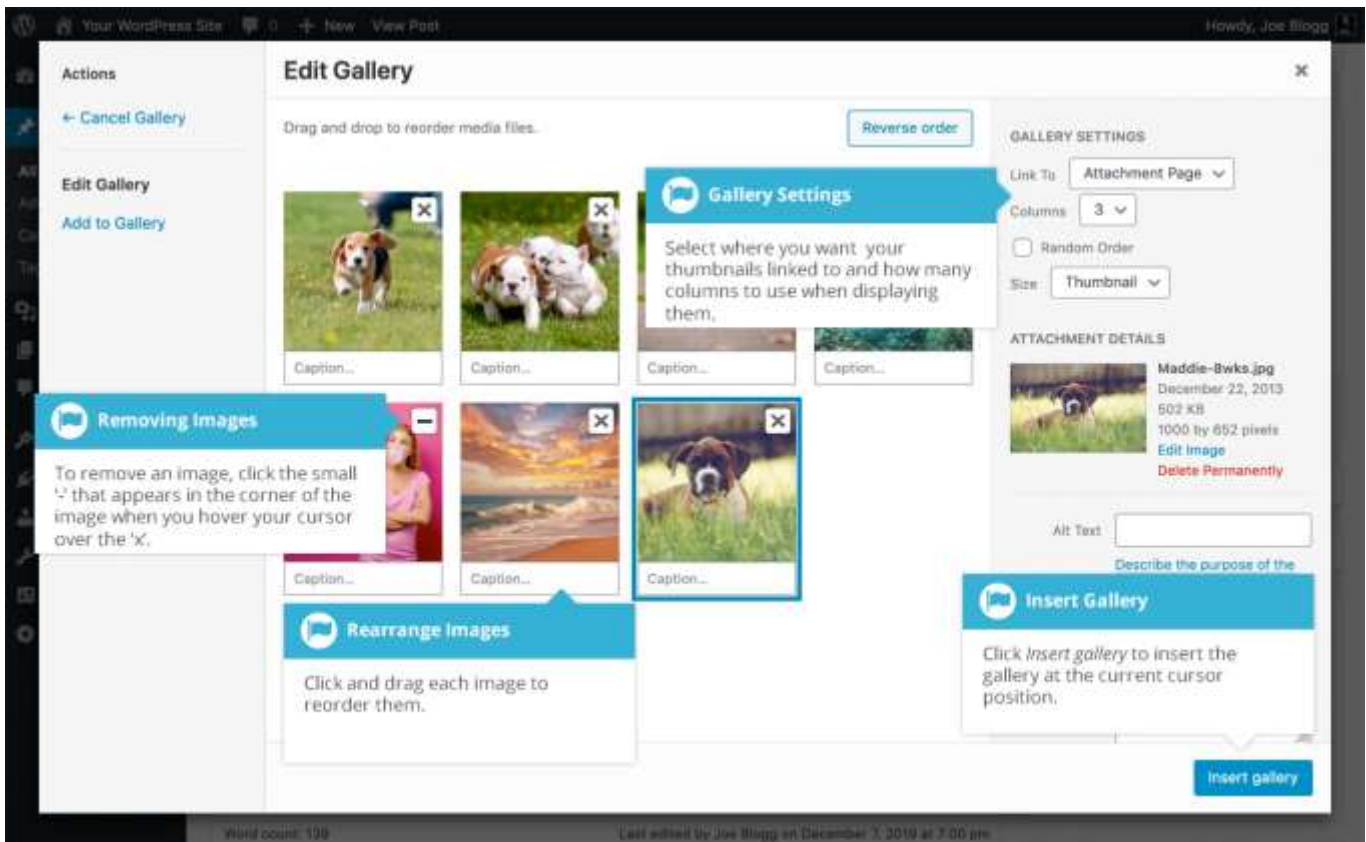 Your WordPress Site 0 + New View Post Howdy, Joe Blogg
Actions
← Cancel Gallery
Edit Gallery
Add to Gallery
Edit Gallery
Drag and drop to reorder media files.
Reverse order
Gallery Settings
Select where you want your
thumbnails linked to and how many
columns to use when displaying
them.
Caption...
Caption...
Caption...
Caption...
Removing Images
To remove an image, click the small
'-' that appears in the corner of the
image when you hover your cursor
over the 'x'.
Caption...
Caption...
Caption...
Rearrange Images
Click and drag each image to
reorder them.
GALLERY SETTINGS
Link To Attachment Page
Columns 3
Random Order
Size Thumbnail
ATTACHMENT DETAILS
Maddie-8wks.jpg
December 22, 2013
502 KB
1000 by 652 pixels
Edit Image
Delete Permanently
Alt Text
Describe the purpose of the
Insert Gallery
Click Insert gallery to insert the
gallery at the current cursor
position.
Insert gallery
Word count: 139 Last edited by Joe Blogg on December 7, 2019 at 7:00 pm